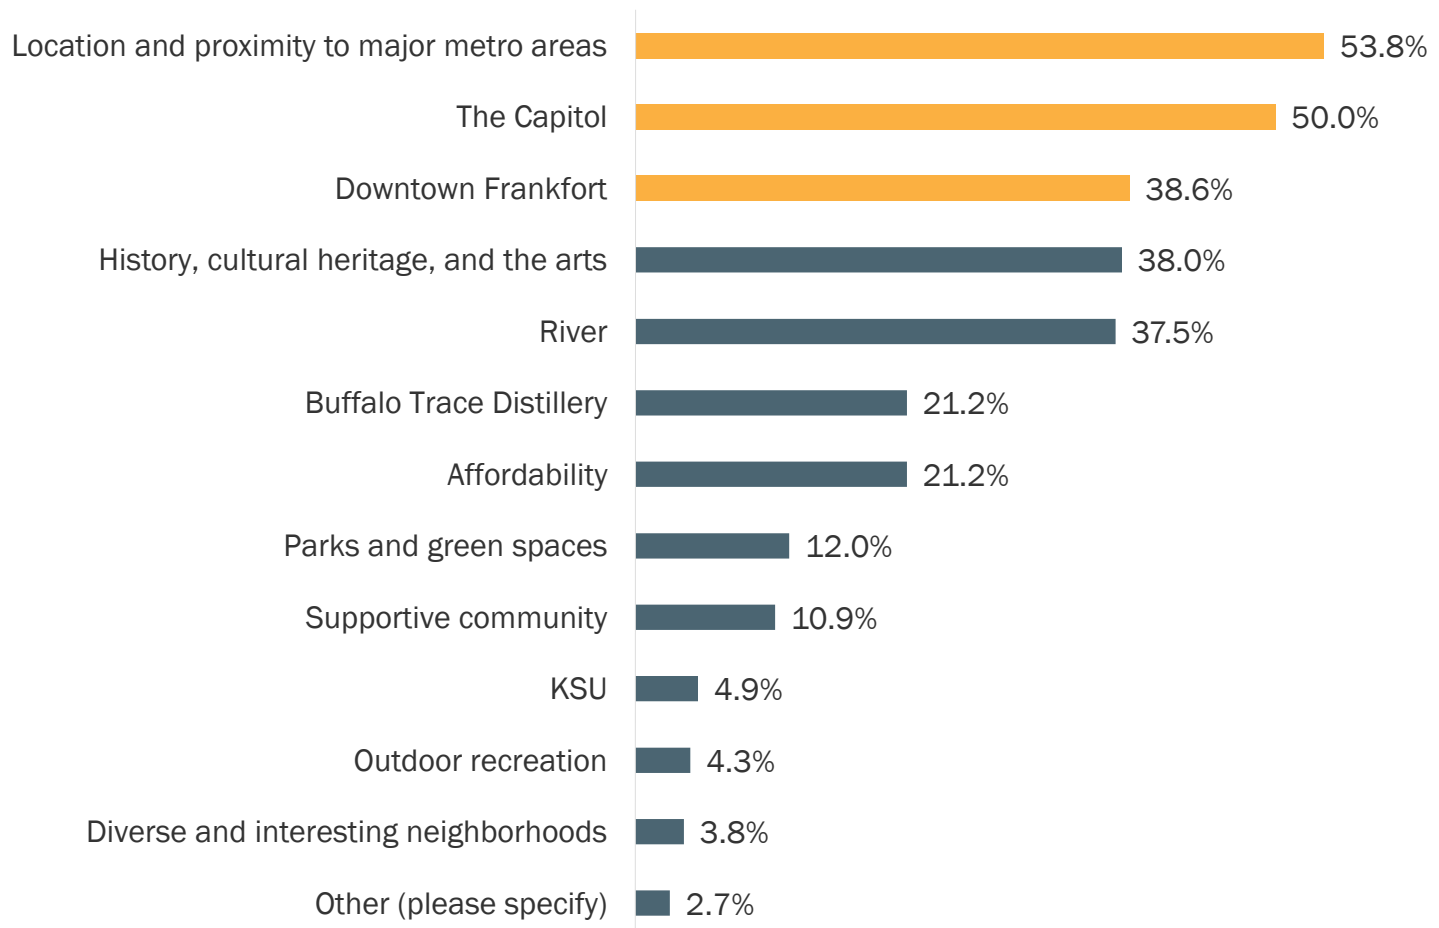 Location and proximity to major metro areas 53.8%
The Capitol 50.0%
Downtown Frankfort 38.6%
History, cultural heritage, and the arts 38.0%
River 37.5%
Buffalo Trace Distillery 21.2%
Affordability 21.2%
Parks and green spaces 12.0%
Supportive community 10.9%
KSU 4.9%
Outdoor recreation 4.3%
Diverse and interesting neighborhoods 3.8%
Other (please specify) 2.7%